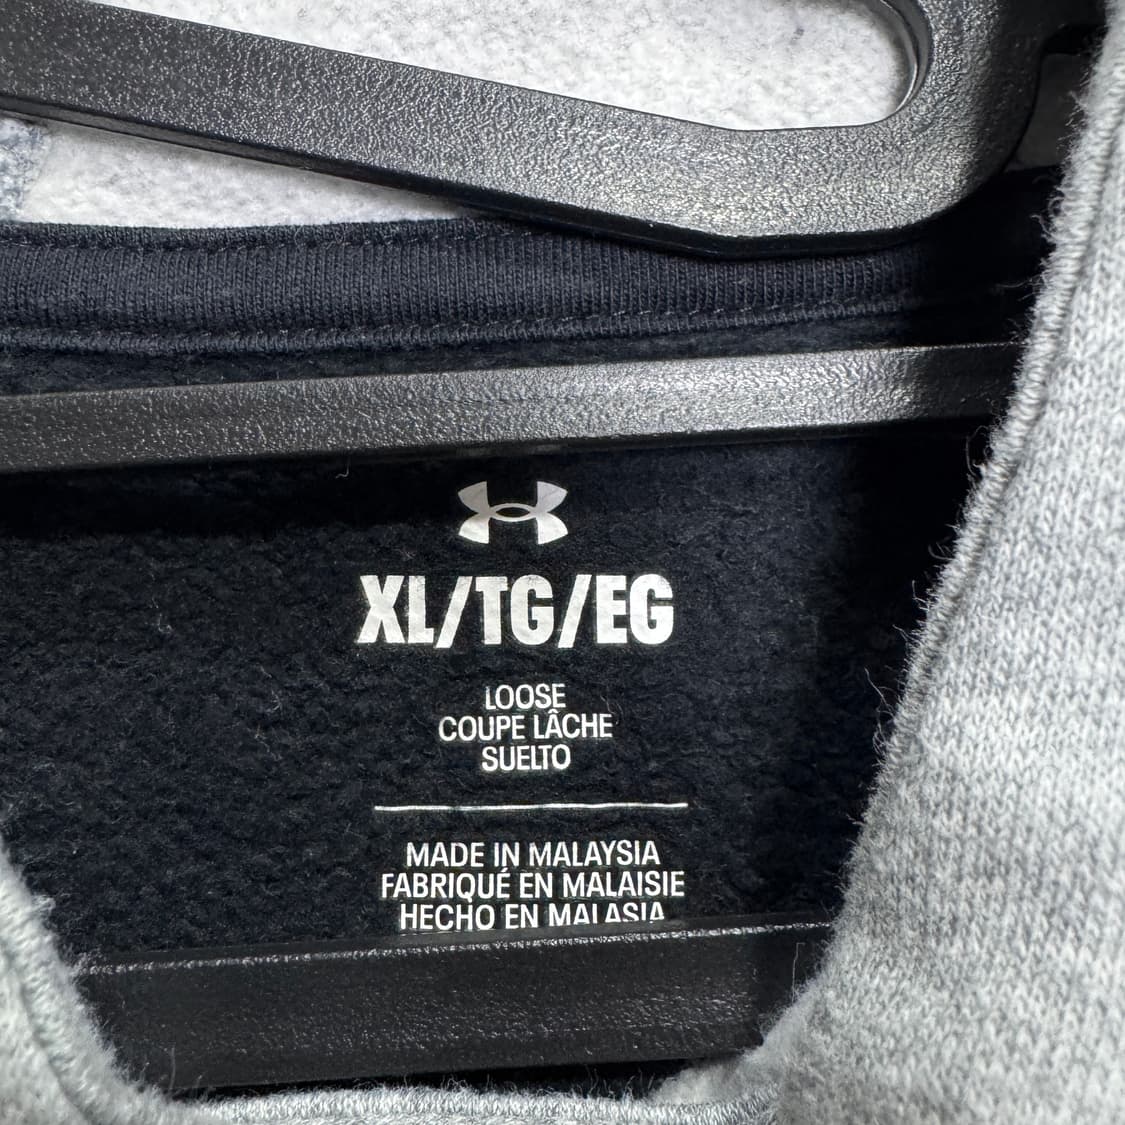 XL/TG/EG
LOOSE
COUPE LÂCHE
SUELTO
MADE IN MALAYSIA
FABRIQUÉ EN MALAISIE
HECHO EN MALASIA